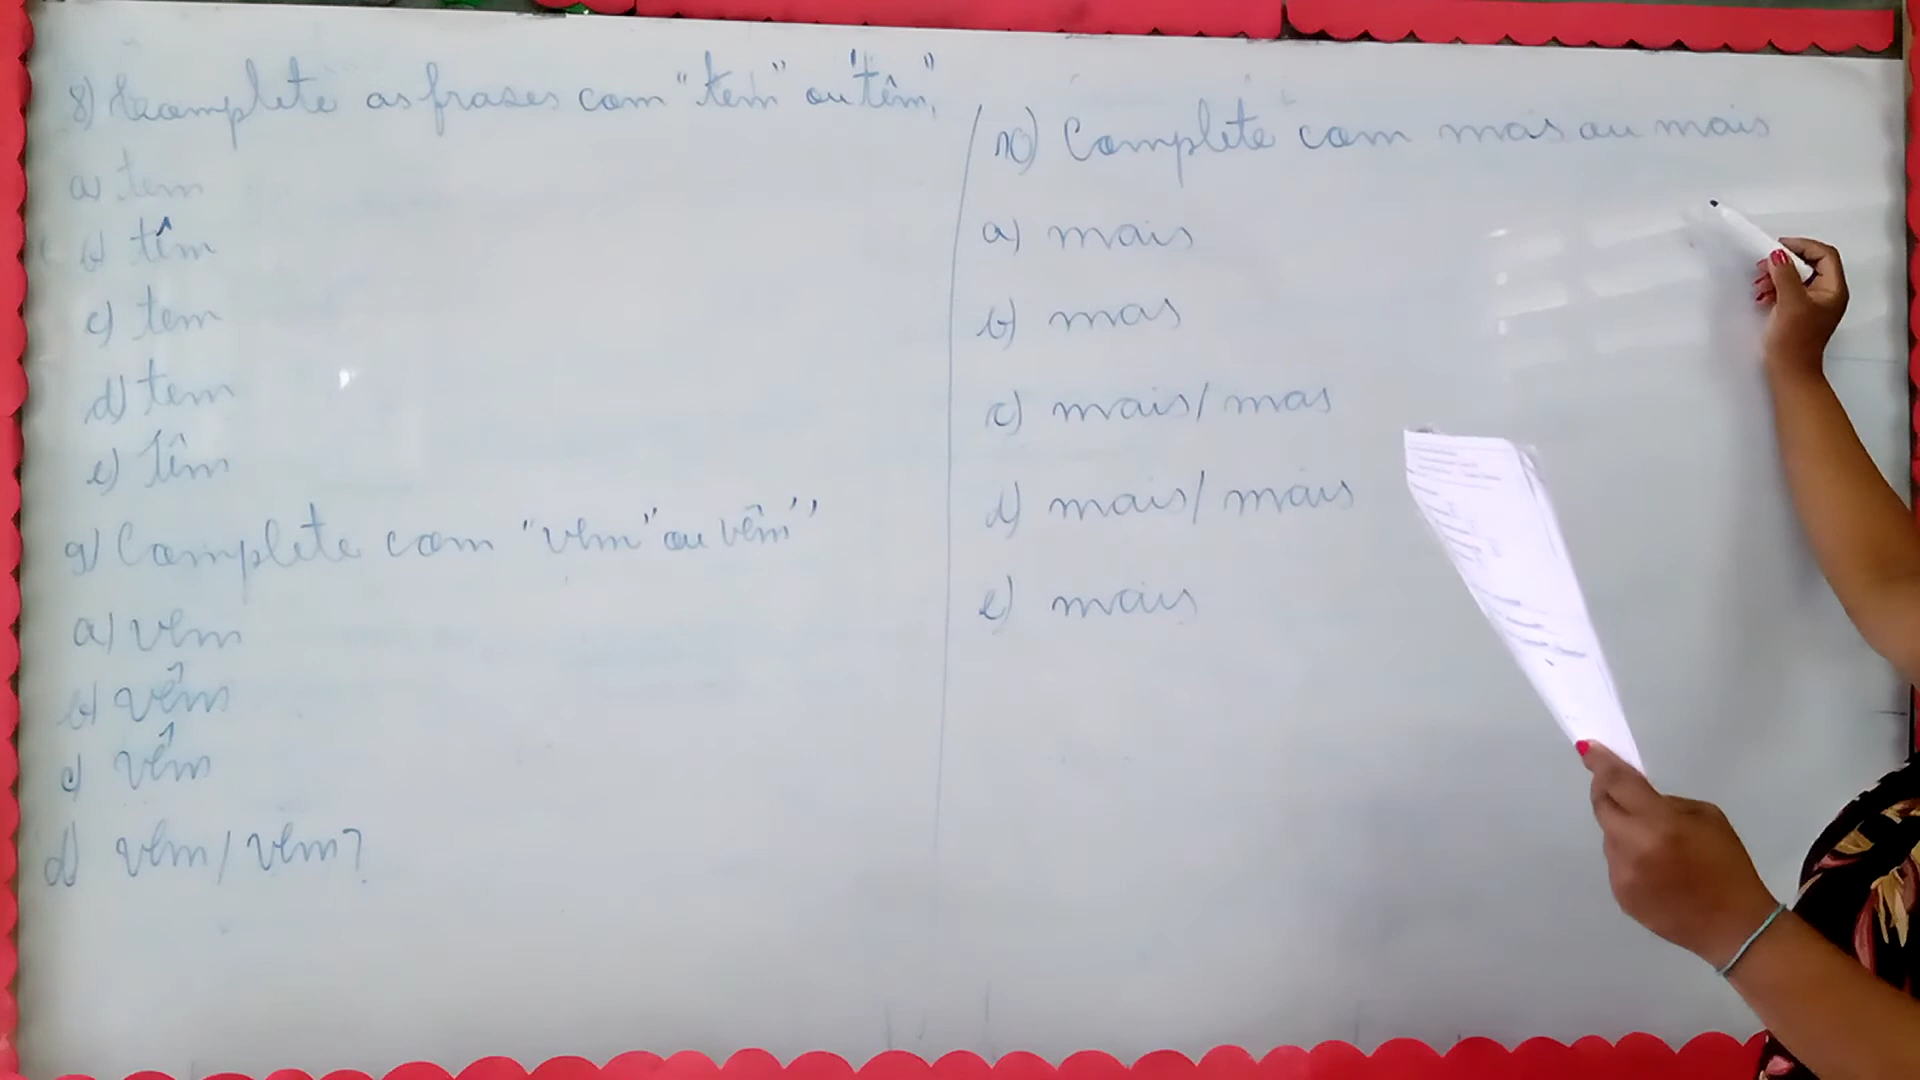 8) Complete as frases com "tem" ou "têm".
a) tem
b) têm
c) tem
d) tem
e) têm
9) Complete com "vem" ou vêm"
a) vem
b) vêm
c) vêm
d) vem / vem?
10) Complete com mas ou mais
a) mais
b) mas
c) mais / mas
d) mais / mais
e) mais